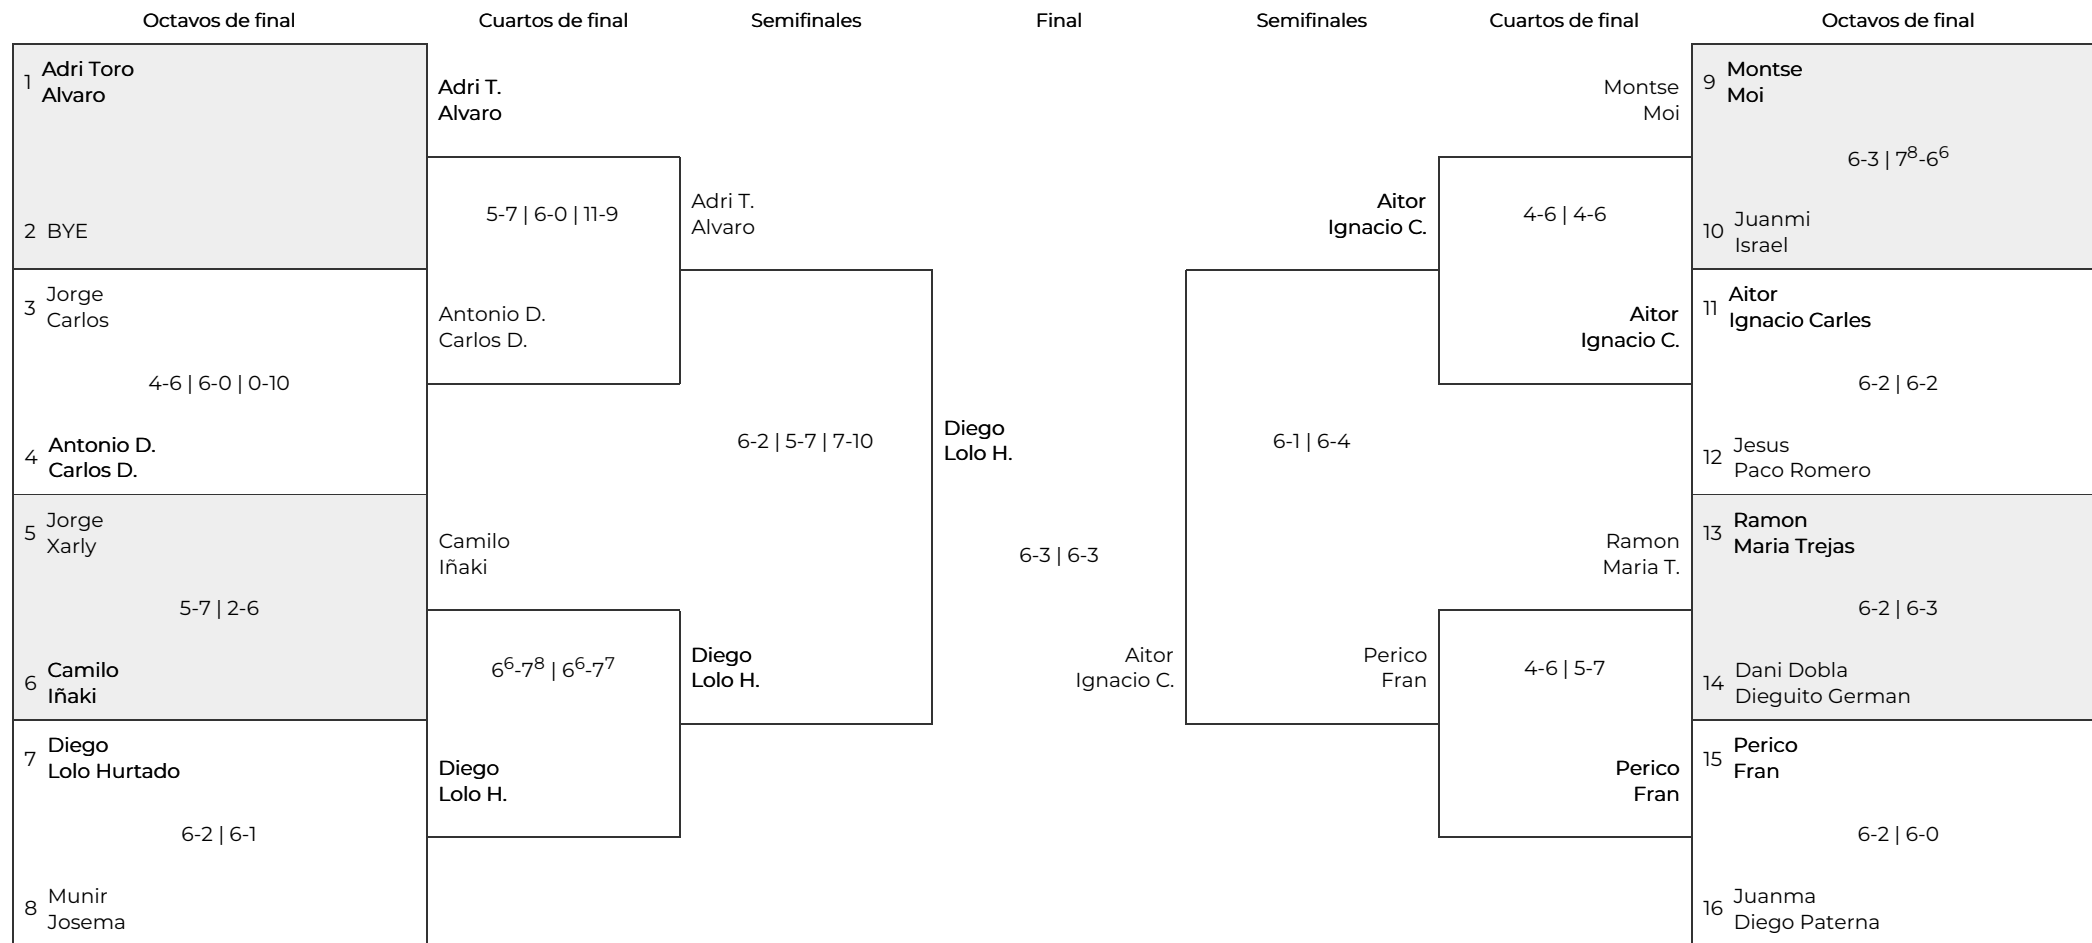 Octavos de final
Cuartos de final
Semifinales
Final
Semifinales
Cuartos de final
Octavos de final
1
Adri Toro
Alvaro
2 BYE
3
Jorge
Carlos
4-6 | 6-0 | 0-10
4
Antonio D.
Carlos D.
5
Jorge
Xarly
5-7 | 2-6
6
Camilo
Iñaki
7
Diego
Lolo Hurtado
6-2 | 6-1
8
Munir
Josema
Adri T.
Alvaro
5-7 | 6-0 | 11-9
Antonio D.
Carlos D.
Camilo
Iñaki
6⁶-7⁸ | 6⁶-7⁷
Diego
Lolo H.
Adri T.
Alvaro
6-2 | 5-7 | 7-10
Diego
Lolo H.
Diego
Lolo H.
6-3 | 6-3
Aitor
Ignacio C.
Aitor
Ignacio C.
6-1 | 6-4
Perico
Fran
Montse
Moi
4-6 | 4-6
Aitor
Ignacio C.
Ramon
Maria T.
4-6 | 5-7
Perico
Fran
9
Montse
Moi
6-3 | 7⁸-6⁶
10
Juanmi
Israel
11
Aitor
Ignacio Carles
6-2 | 6-2
12
Jesus
Paco Romero
13
Ramon
Maria Trejas
6-2 | 6-3
14
Dani Dobla
Dieguito German
15
Perico
Fran
6-2 | 6-0
16
Juanma
Diego Paterna